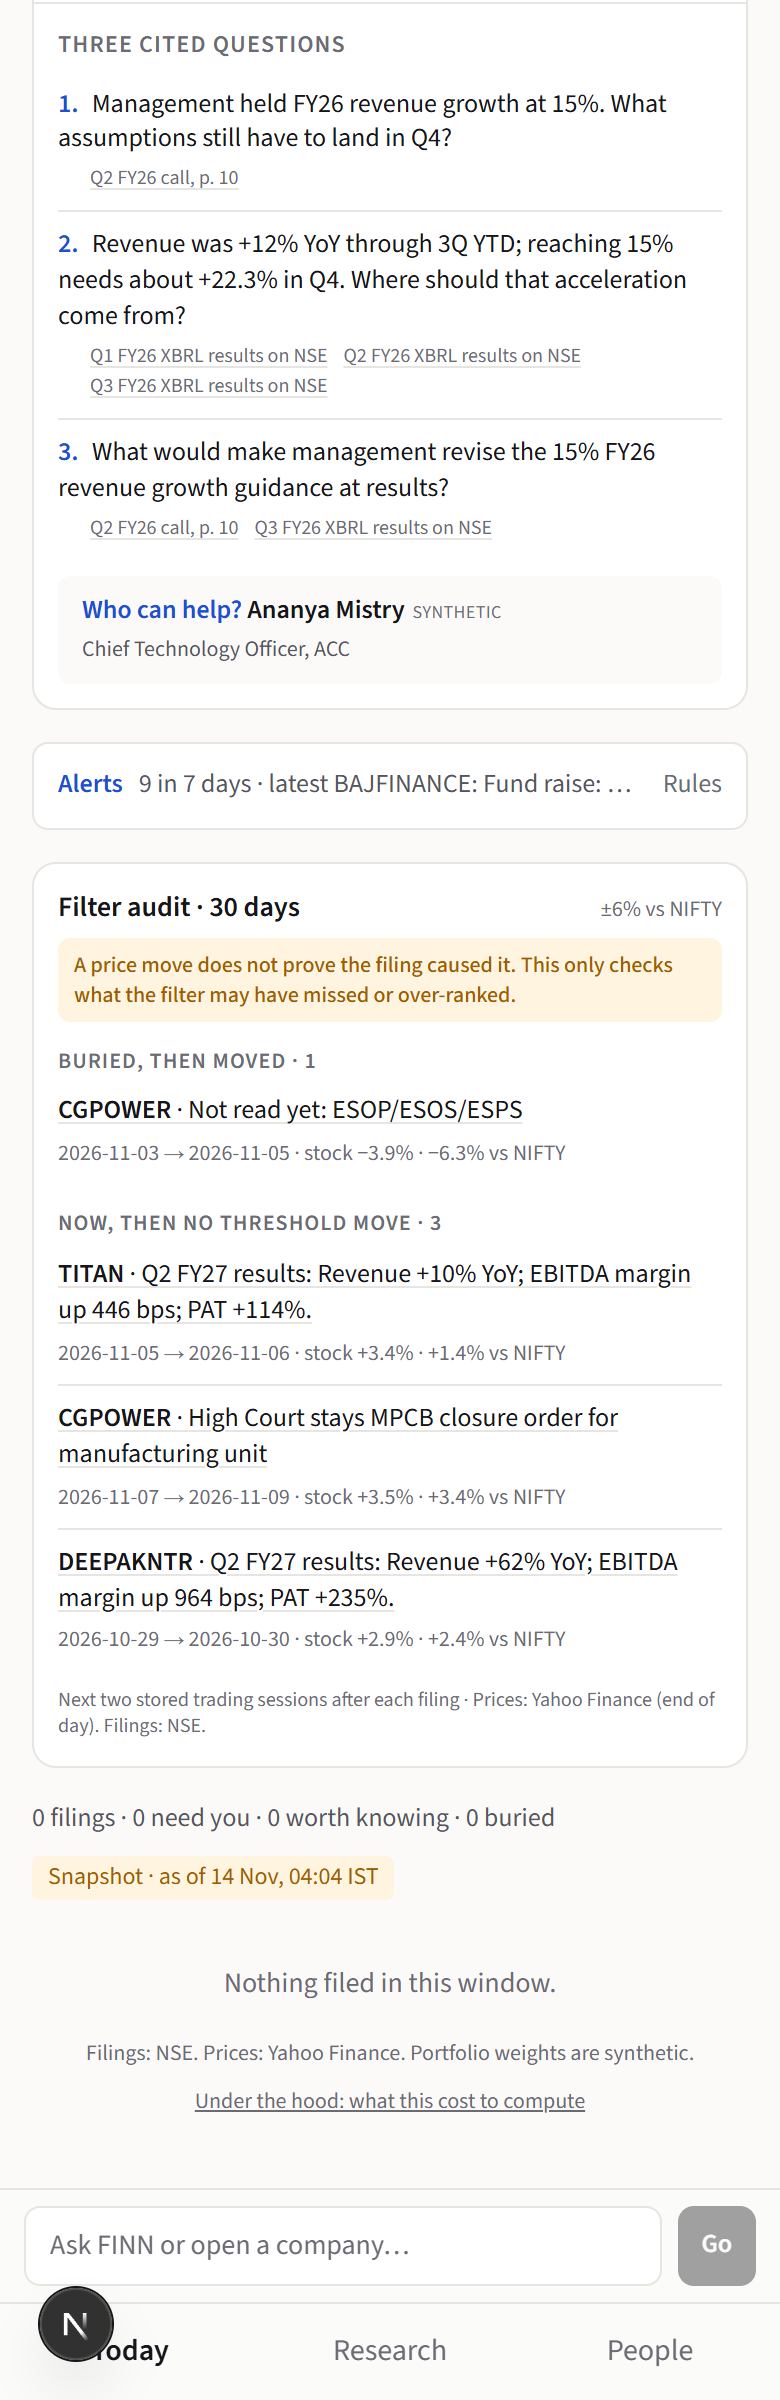 THREE CITED QUESTIONS
1. Management held FY26 revenue growth at 15%. What
assumptions still have to land in Q4?
Q2 FY26 call, p. 10
2. Revenue was +12% YoY through 3Q YTD; reaching 15%
needs about +22.3% in Q4. Where should that acceleration
come from?
Q1 FY26 XBRL results on NSE Q2 FY26 XBRL results on NSE
Q3 FY26 XBRL results on NSE
3. What would make management revise the 15% FY26
revenue growth guidance at results?
Q2 FY26 call, p. 10 Q3 FY26 XBRL results on NSE
Who can help? Ananya Mistry SYNTHETIC
Chief Technology Officer, ACC
Alerts 9 in 7 days · latest BAJFINANCE: Fund raise: … Rules
Filter audit · 30 days ±6% vs NIFTY
A price move does not prove the filing caused it. This only checks
what the filter may have missed or over-ranked.
BURIED, THEN MOVED · 1
CGPOWER · Not read yet: ESOP/ESOS/ESPS
2026-11-03 → 2026-11-05 · stock −3.9% · −6.3% vs NIFTY
NOW, THEN NO THRESHOLD MOVE · 3
TITAN · Q2 FY27 results: Revenue +10% YoY; EBITDA margin
up 446 bps; PAT +114%.
2026-11-05 → 2026-11-06 · stock +3.4% · +1.4% vs NIFTY
CGPOWER · High Court stays MPCB closure order for
manufacturing unit
2026-11-07 → 2026-11-09 · stock +3.5% · +3.4% vs NIFTY
DEEPAKNTR · Q2 FY27 results: Revenue +62% YoY; EBITDA
margin up 964 bps; PAT +235%.
2026-10-29 → 2026-10-30 · stock +2.9% · +2.4% vs NIFTY
Next two stored trading sessions after each filing · Prices: Yahoo Finance (end of
day). Filings: NSE.
0 filings · 0 need you · 0 worth knowing · 0 buried
Snapshot · as of 14 Nov, 04:04 IST
Nothing filed in this window.
Filings: NSE. Prices: Yahoo Finance. Portfolio weights are synthetic.
Under the hood: what this cost to compute
Ask FINN or open a company… Go
N
Today Research People